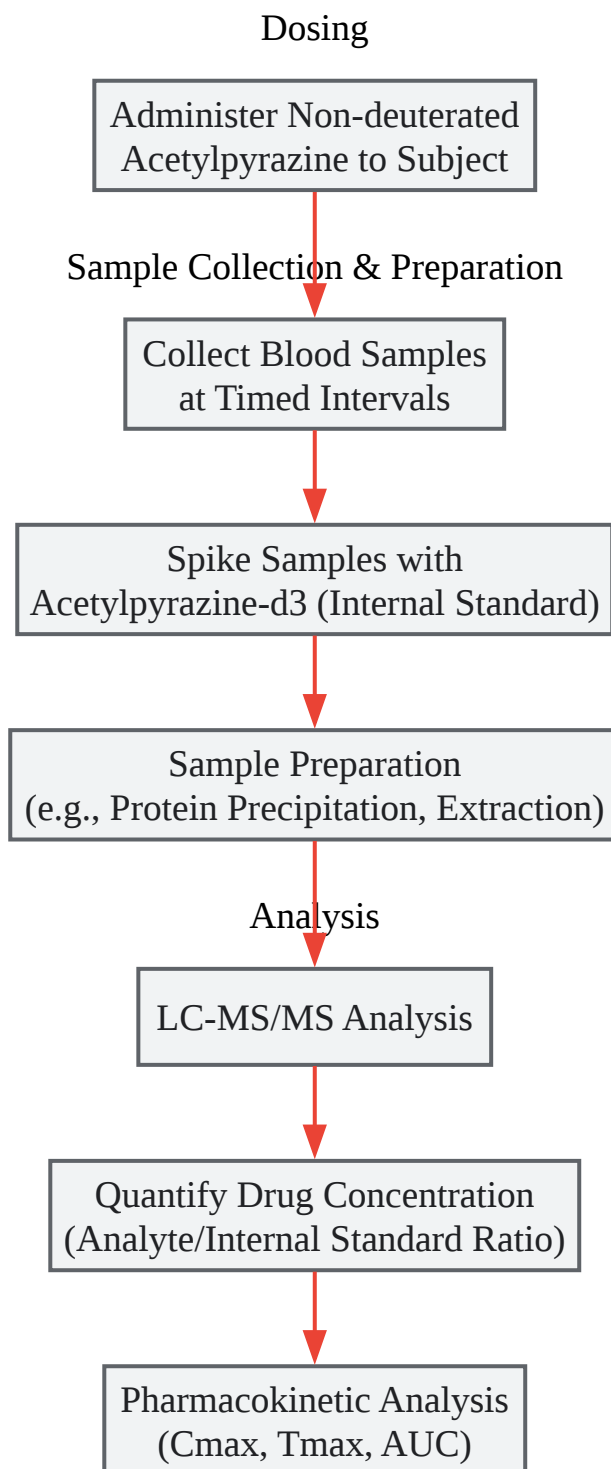 Dosing
Administer Non-deuterated
Acetylpyrazine to Subject
Sample Collection & Preparation
Collect Blood Samples
at Timed Intervals
Spike Samples with
Acetylpyrazine-d3 (Internal Standard)
Sample Preparation
(e.g., Protein Precipitation, Extraction)
Analysis
LC-MS/MS Analysis
Quantify Drug Concentration
(Analyte/Internal Standard Ratio)
Pharmacokinetic Analysis
(Cmax, Tmax, AUC)